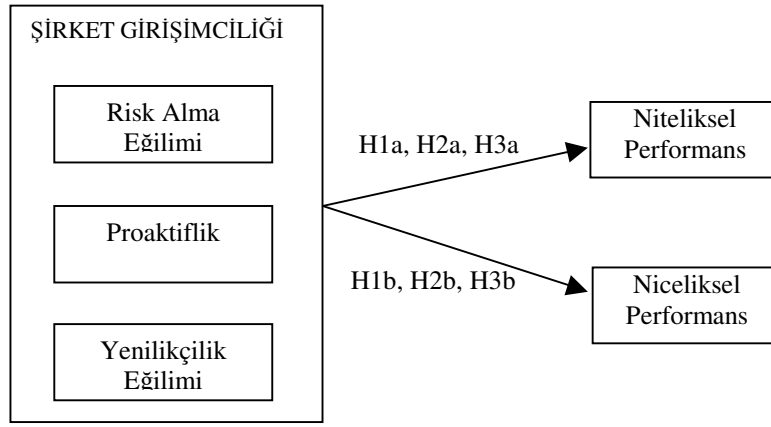 ŞİRKET GİRİŞİMCİLİĞİ
Risk Alma
Eğilimi
Proaktiflik
Yenilikçilik
Eğilimi
H1a, H2a, H3a
H1b, H2b, H3b
Niteliksel
Performans
Niceliksel
Performans